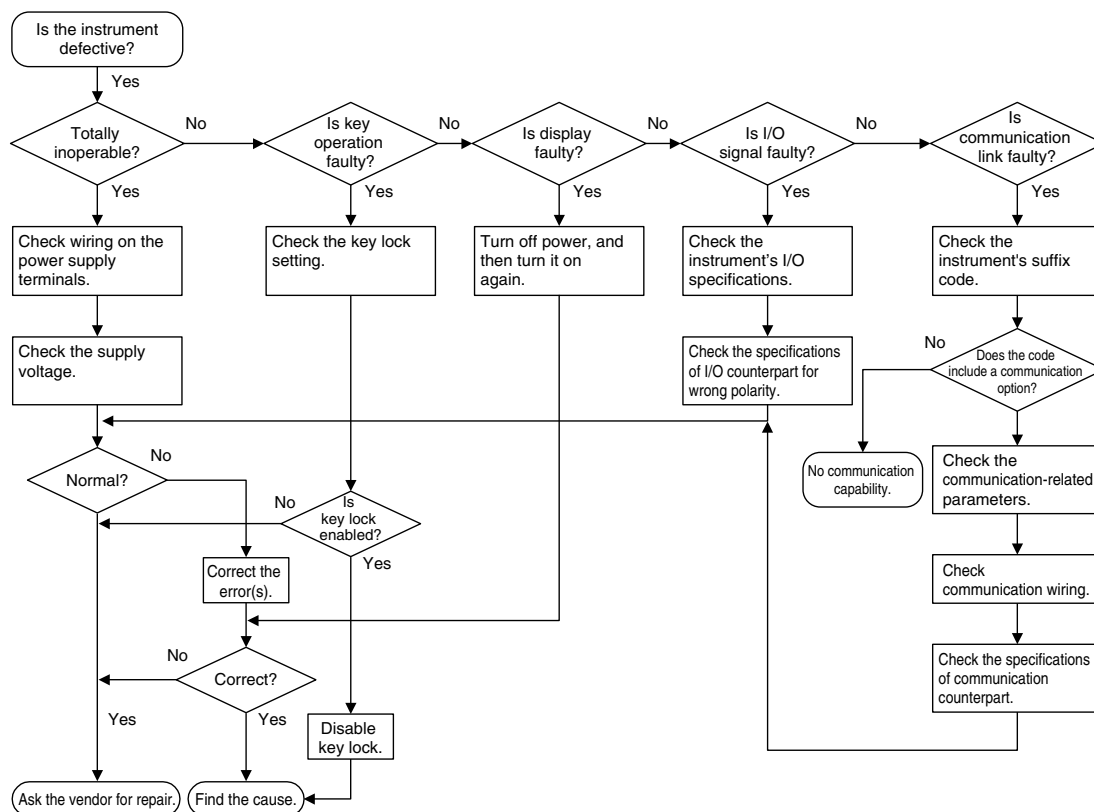 Is the instrument
defective?
Yes
Totally
inoperable?
No
Is key
operation
faulty?
No
Is display
faulty?
No
Is I/O
signal faulty?
No
Is
communication
link faulty?
Yes
Yes
Yes
Yes
Yes
Check wiring on the
power supply
terminals.
Check the key lock
setting.
Turn off power, and
then turn it on
again.
Check the
instrument’s I/O
specifications.
Check the
instrument's suffix
code.
Check the supply
voltage.
Check the specifications
of I/O counterpart for
wrong polarity.
No
Does the code
include a communication
option?
Yes
Normal?
No
No communication
capability.
Check the
communication-related
parameters.
No
Is
key lock
enabled?
Yes
Correct the
error(s).
Check
communication wiring.
No
Correct?
Check the specifications
of communication
counterpart.
Yes
Yes
Disable
key lock.
Ask the vendor for repair.
Find the cause.